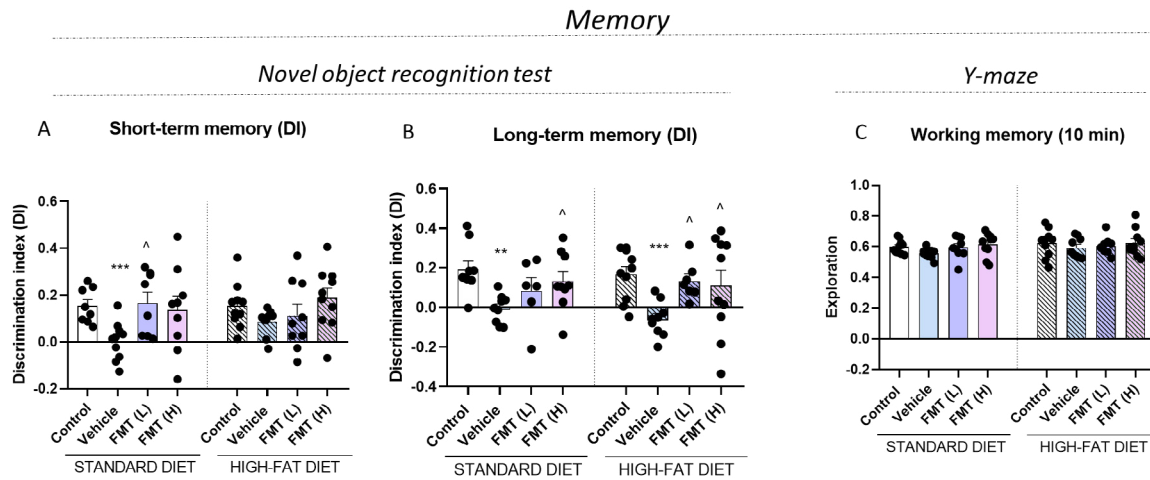 Memory
Novel object recognition test
Y-maze
A
Short-term memory (DI)
Discrimination index (DI)
0.6
0.4
0.2
0.0
-0.2
***
^
Control
Vehicle
FMT (L)
FMT (H)
Control
Vehicle
FMT (L)
FMT (H)
STANDARD DIET
HIGH-FAT DIET
B
Long-term memory (DI)
Discrimination index (DI)
0.6
0.4
0.2
0.0
-0.2
-0.4
**
^
***
^
^
Control
Vehicle
FMT (L)
FMT (H)
Control
Vehicle
FMT (L)
FMT (H)
STANDARD DIET
HIGH-FAT DIET
C
Working memory (10 min)
Exploration
1.0
0.8
0.6
0.4
0.2
0.0
-0.2
Control
Vehicle
FMT (L)
FMT (H)
Control
Vehicle
FMT (L)
FMT (H)
STANDARD DIET
HIGH-FAT DIET